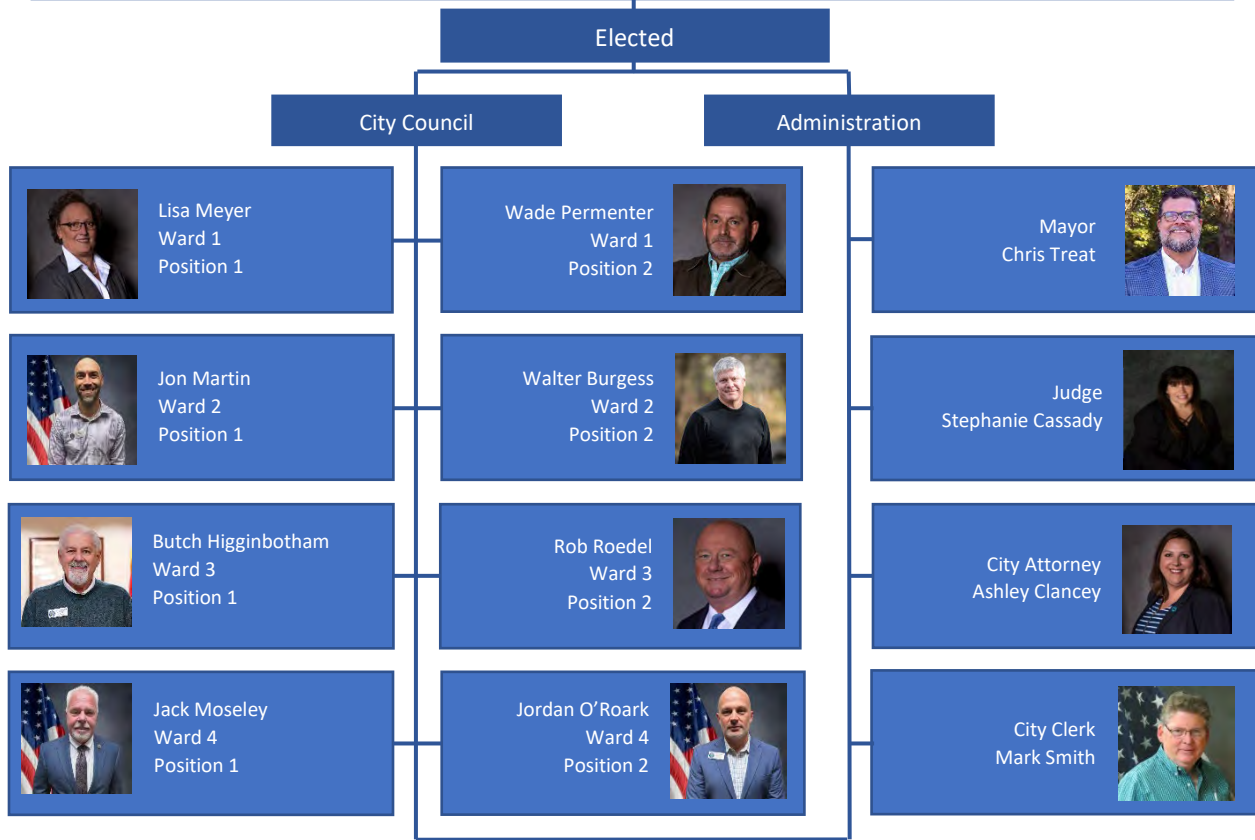 Elected
City Council
Administration
Lisa Meyer
Ward 1
Position 1
Wade Permenter
Ward 1
Position 2
Mayor
Chris Treat
Jon Martin
Ward 2
Position 1
Walter Burgess
Ward 2
Position 2
Judge
Stephanie Cassady
Butch Higginbotham
Ward 3
Position 1
Rob Roedel
Ward 3
Position 2
City Attorney
Ashley Clancey
Jack Moseley
Ward 4
Position 1
Jordan O’Roark
Ward 4
Position 2
City Clerk
Mark Smith